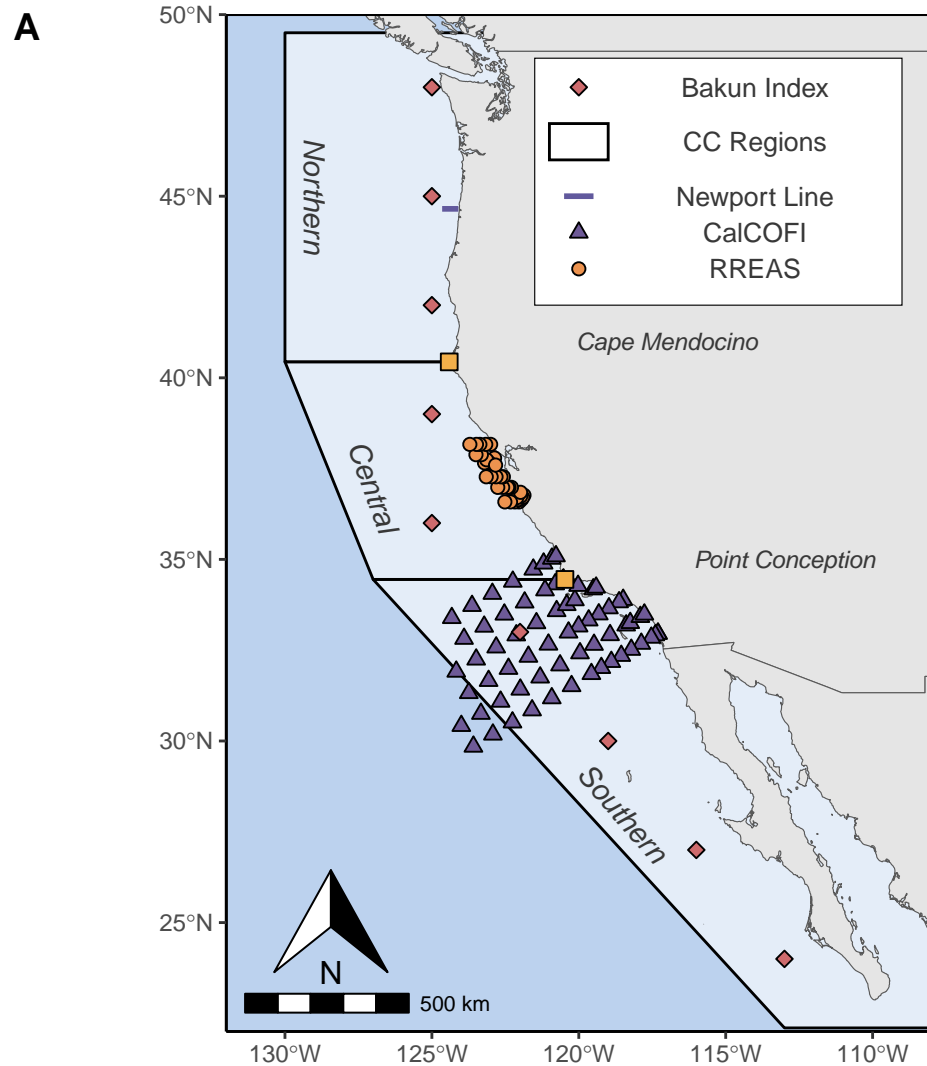 A
50°N
45°N
40°N
35°N
30°N
25°N
Bakun Index
CC Regions
Newport Line
CalCOFI
RREAS
Northern
Cape Mendocino
Central
Point Conception
Southern
N
500 km
130°W
125°W
120°W
115°W
110°W